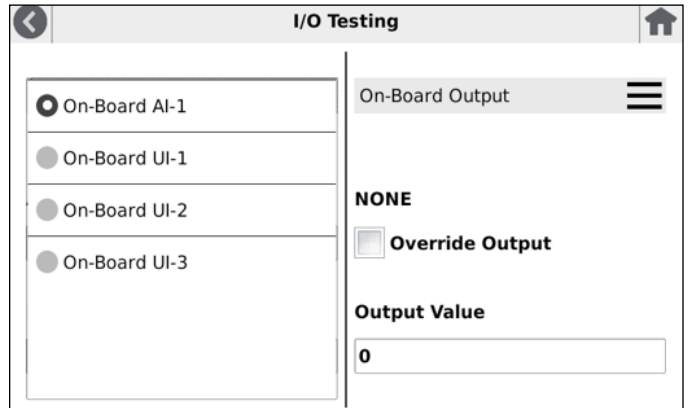 I/O Testing
On-Board AI-1
On-Board UI-1
On-Board UI-2
On-Board UI-3
On-Board Output
NONE
Override Output
Output Value
0